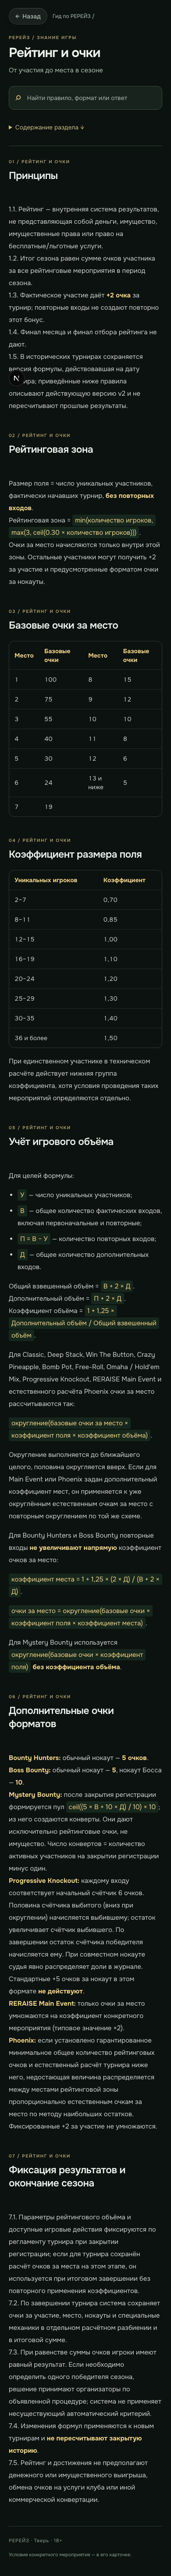 ← Назад Гид по РЕРЕЙЗ /
РЕРЕЙЗ / ЗНАНИЕ ИГРЫ
Рейтинг и очки
От участия до места в сезоне
Найти правило, формат или ответ
▶ Содержание раздела ↓
01 / РЕЙТИНГ И ОЧКИ
Принципы
1.1. Рейтинг — внутренняя система результатов,
не представляющая собой деньги, имущество,
имущественные права или право на
бесплатные/льготные услуги.
1.2. Итог сезона равен сумме очков участника
за все рейтинговые мероприятия в период
сезона.
1.3. Фактическое участие даёт +2 очка за
турнир; повторные входы не создают повторно
этот бонус.
1.4. Финал месяца и финал отбора рейтинга не
дают.
1.5. В исторических турнирах сохраняется
формула, действовавшая на дату
N
приведённые ниже правила
описывают действующую версию v2 и не
пересчитывают прошлые результаты.
02 / РЕЙТИНГ И ОЧКИ
Рейтинговая зона
Размер поля = число уникальных участников,
фактически начавших турнир, без повторных
входов.
Рейтинговая зона = min(количество игроков,
max(3, ceil(0.30 × количество игроков))).
Очки за место начисляются только внутри этой
зоны. Остальные участники могут получить +2
за участие и предусмотренные форматом очки
за нокауты.
03 / РЕЙТИНГ И ОЧКИ
Базовые очки за место
Место Базовые очки Место Базовые очки
1 100 8 15
2 75 9 12
3 55 10 10
4 40 11 8
5 30 12 6
6 24 13 и ниже 5
7 19
04 / РЕЙТИНГ И ОЧКИ
Коэффициент размера поля
Уникальных игроков Коэффициент
2–7 0,70
8–11 0,85
12–15 1,00
16–19 1,10
20–24 1,20
25–29 1,30
30–35 1,40
36 и более 1,50
При единственном участнике в техническом
расчёте действует нижняя группа
коэффициента, хотя условия проведения таких
мероприятий определяются отдельно.
05 / РЕЙТИНГ И ОЧКИ
Учёт игрового объёма
Для целей формулы:
• У — число уникальных участников;
• В — общее количество фактических входов,
включая первоначальные и повторные;
• П = В − У — количество повторных входов;
• Д — общее количество дополнительных
входов.
Общий взвешенный объём = В + 2 × Д.
Дополнительный объём = П + 2 × Д.
Коэффициент объёма = 1 + 1,25 ×
Дополнительный объём / Общий взвешенный
объём.
Для Classic, Deep Stack, Win The Button, Crazy
Pineapple, Bomb Pot, Free-Roll, Omaha / Hold’em
Mix, Progressive Knockout, RERAISE Main Event и
естественного расчёта Phoenix очки за место
рассчитываются так:
округление(базовые очки за место ×
коэффициент поля × коэффициент объёма).
Округление выполняется до ближайшего
целого, половина округляется вверх. Если для
Main Event или Phoenix задан дополнительный
коэффициент мест, он применяется к уже
округлённым естественным очкам за место с
повторным округлением по той же схеме.
Для Bounty Hunters и Boss Bounty повторные
входы не увеличивают напрямую коэффициент
очков за место:
коэффициент места = 1 + 1,25 × (2 × Д) / (В + 2 ×
Д).
очки за место = округление(базовые очки ×
коэффициент поля × коэффициент места).
Для Mystery Bounty используется
округление(базовые очки × коэффициент
поля) без коэффициента объёма.
06 / РЕЙТИНГ И ОЧКИ
Дополнительные очки
форматов
Bounty Hunters: обычный нокаут — 5 очков.
Boss Bounty: обычный нокаут — 5, нокаут Босса
— 10.
Mystery Bounty: после закрытия регистрации
формируется пул ceil((5 × В + 10 × Д) / 10) × 10;
из него создаются конверты. Они дают
исключительно рейтинговые очки, не
имущество. Число конвертов = количество
активных участников на закрытии регистрации
минус один.
Progressive Knockout: каждому входу
соответствует начальный счётчик 6 очков.
Половина счётчика выбитого (вниз при
округлении) начисляется выбившему; остаток
увеличивает счётчик выбившего. По
завершении остаток счётчика победителя
начисляется ему. При совместном нокауте
судья явно распределяет доли в журнале.
Стандартные +5 очков за нокаут в этом
формате не действуют.
RERAISE Main Event: только очки за место
умножаются на коэффициент конкретного
мероприятия (типовое значение ×2).
Phoenix: если установлено гарантированное
минимальное общее количество рейтинговых
очков и естественный расчёт турнира ниже
него, недостающая величина распределяется
между местами рейтинговой зоны
пропорционально естественным очкам за
место по методу наибольших остатков.
Фиксированные +2 за участие не умножаются.
07 / РЕЙТИНГ И ОЧКИ
Фиксация результатов и
окончание сезона
7.1. Параметры рейтингового объёма и
доступные игровые действия фиксируются по
регламенту турнира при закрытии
регистрации; если для турнира сохранён
расчёт очков за места на этом этапе, он
используется при итоговом завершении без
повторного применения коэффициентов.
7.2. По завершении турнира система сохраняет
очки за участие, место, нокауты и специальные
механики в отдельном расчётном разбиении и
в итоговой сумме.
7.3. При равенстве суммы очков игроки имеют
равный результат. Если необходимо
определить одного победителя сезона,
решение принимают организаторы по
объявленной процедуре; система не применяет
несуществующий автоматический критерий.
7.4. Изменения формул применяются к новым
турнирам и не пересчитывают закрытую
историю.
7.5. Рейтинг и достижения не предполагают
денежного или имущественного выигрыша,
обмена очков на услуги клуба или иной
коммерческой конвертации.
РЕРЕЙЗ · Тверь · 18+
Условия конкретного мероприятия — в его карточке.